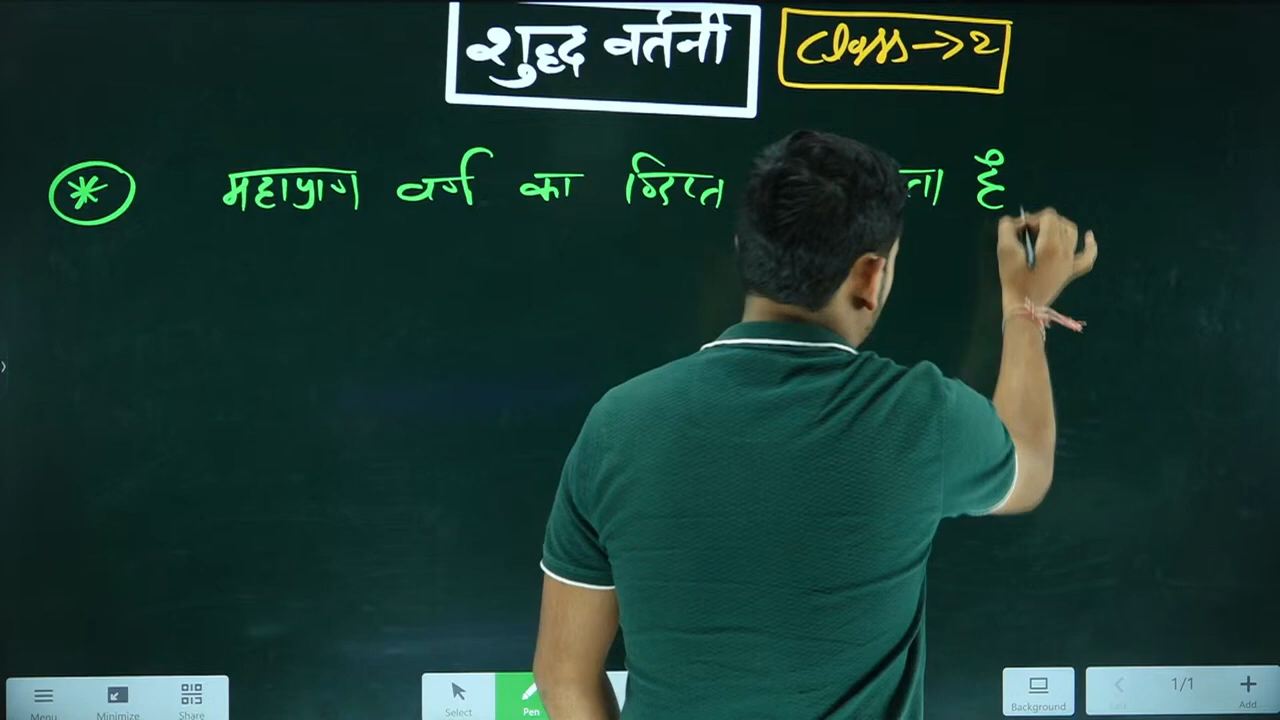 शुद्ध वर्तनी
Class → 2
* महाप्राण वर्ग का द्वित्त ता है
Menu
Minimize
Share
Select
Pen
Background
1/1
Add